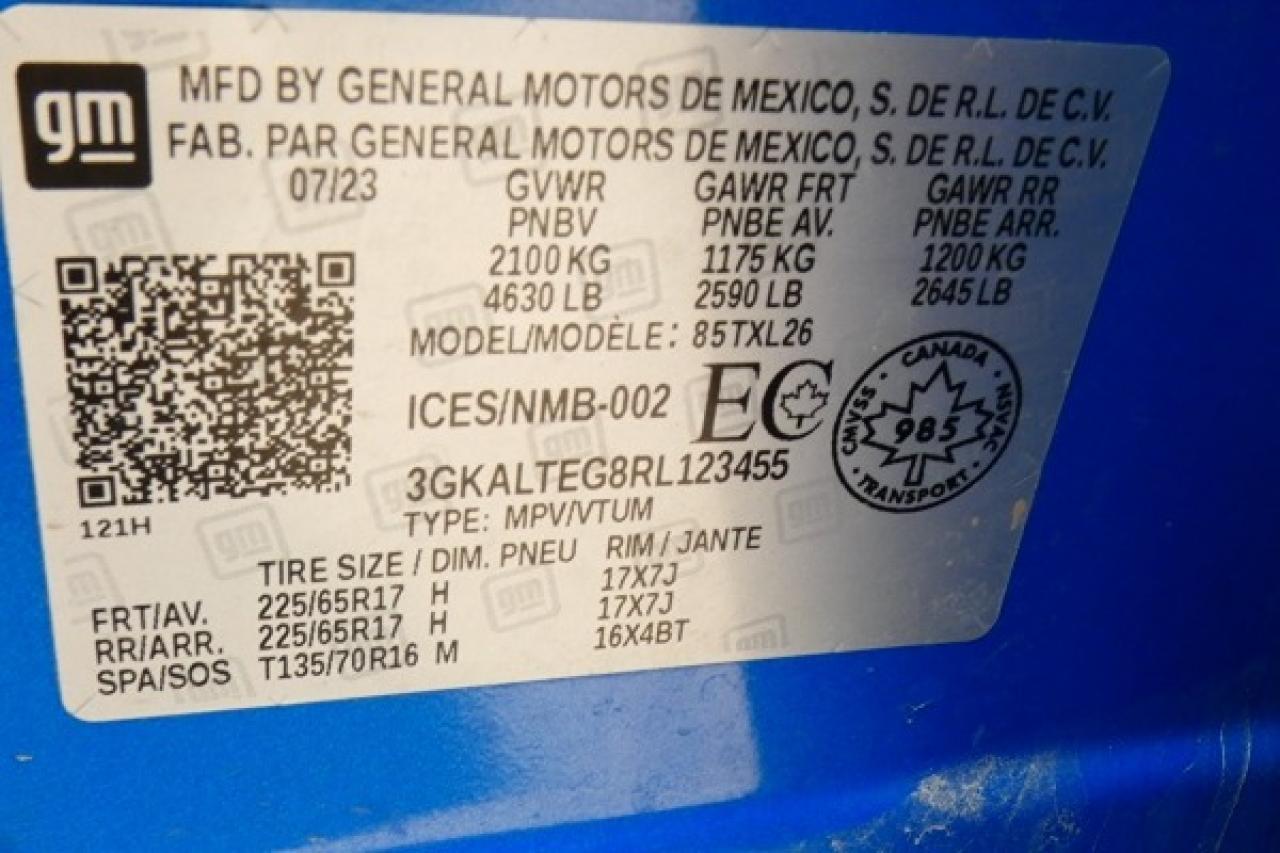 gm
MFD BY GENERAL MOTORS DE MEXICO, S. DE R.L. DE C.V.
FAB. PAR GENERAL MOTORS DE MEXICO, S. DE R.L. DE C.V.
07/23 GVWR GAWR FRT GAWR RR
PNBV PNBE AV. PNBE ARR.
2100 KG 1175 KG 1200 KG
4630 LB 2590 LB 2645 LB
MODEL/MODÈLE: 85TXL26
ICES/NMB-002 EC
CANADA
CMVSS 985 NSVAC
TRANSPORT
3GKALTEG8RL123455
121H
TYPE: MPV/VTUM
TIRE SIZE / DIM. PNEU RIM / JANTE
FRT/AV. 225/65R17 H 17X7J
RR/ARR. 225/65R17 H 17X7J
SPA/SOS T135/70R16 M 16X4BT